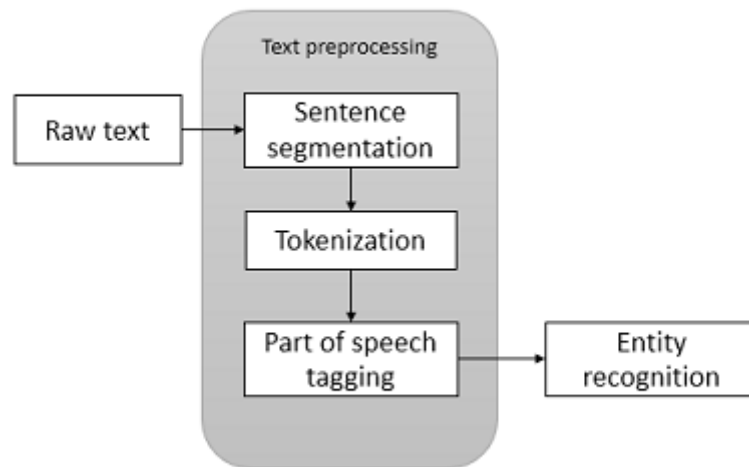 Text preprocessing
Raw text
Sentence
segmentation
Tokenization
Part of speech
tagging
Entity
recognition